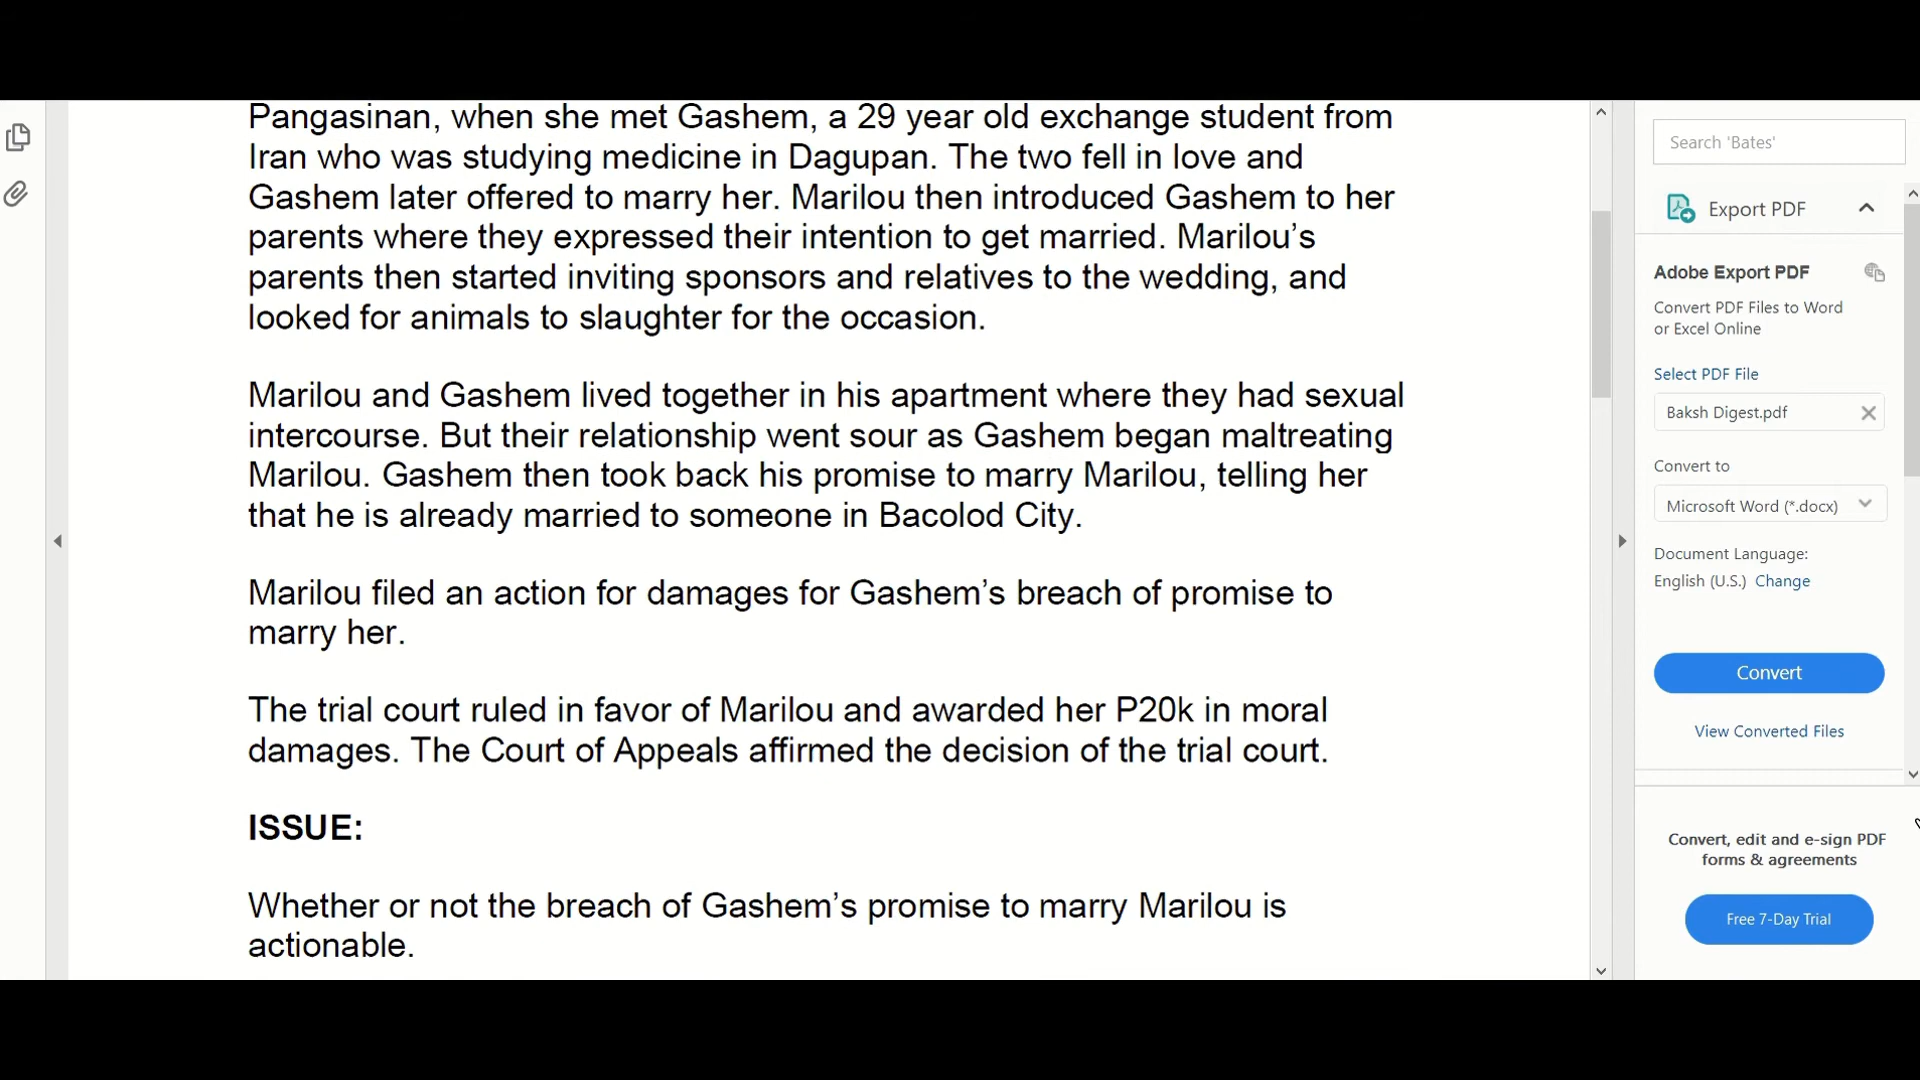 Pangasinan, when she met Gashem, a 29 year old exchange student from
Iran who was studying medicine in Dagupan. The two fell in love and
Gashem later offered to marry her. Marilou then introduced Gashem to her
parents where they expressed their intention to get married. Marilou’s
parents then started inviting sponsors and relatives to the wedding, and
looked for animals to slaughter for the occasion.
Marilou and Gashem lived together in his apartment where they had sexual
intercourse. But their relationship went sour as Gashem began maltreating
Marilou. Gashem then took back his promise to marry Marilou, telling her
that he is already married to someone in Bacolod City.
Marilou filed an action for damages for Gashem’s breach of promise to
marry her.
The trial court ruled in favor of Marilou and awarded her P20k in moral
damages. The Court of Appeals affirmed the decision of the trial court.
ISSUE:
Whether or not the breach of Gashem’s promise to marry Marilou is
actionable.
Search 'Bates'
Export PDF
Adobe Export PDF
Convert PDF Files to Word
or Excel Online
Select PDF File
Baksh Digest.pdf
Convert to
Microsoft Word (*.docx)
Document Language:
English (U.S.) Change
Convert
View Converted Files
Convert, edit and e-sign PDF
forms & agreements
Free 7-Day Trial